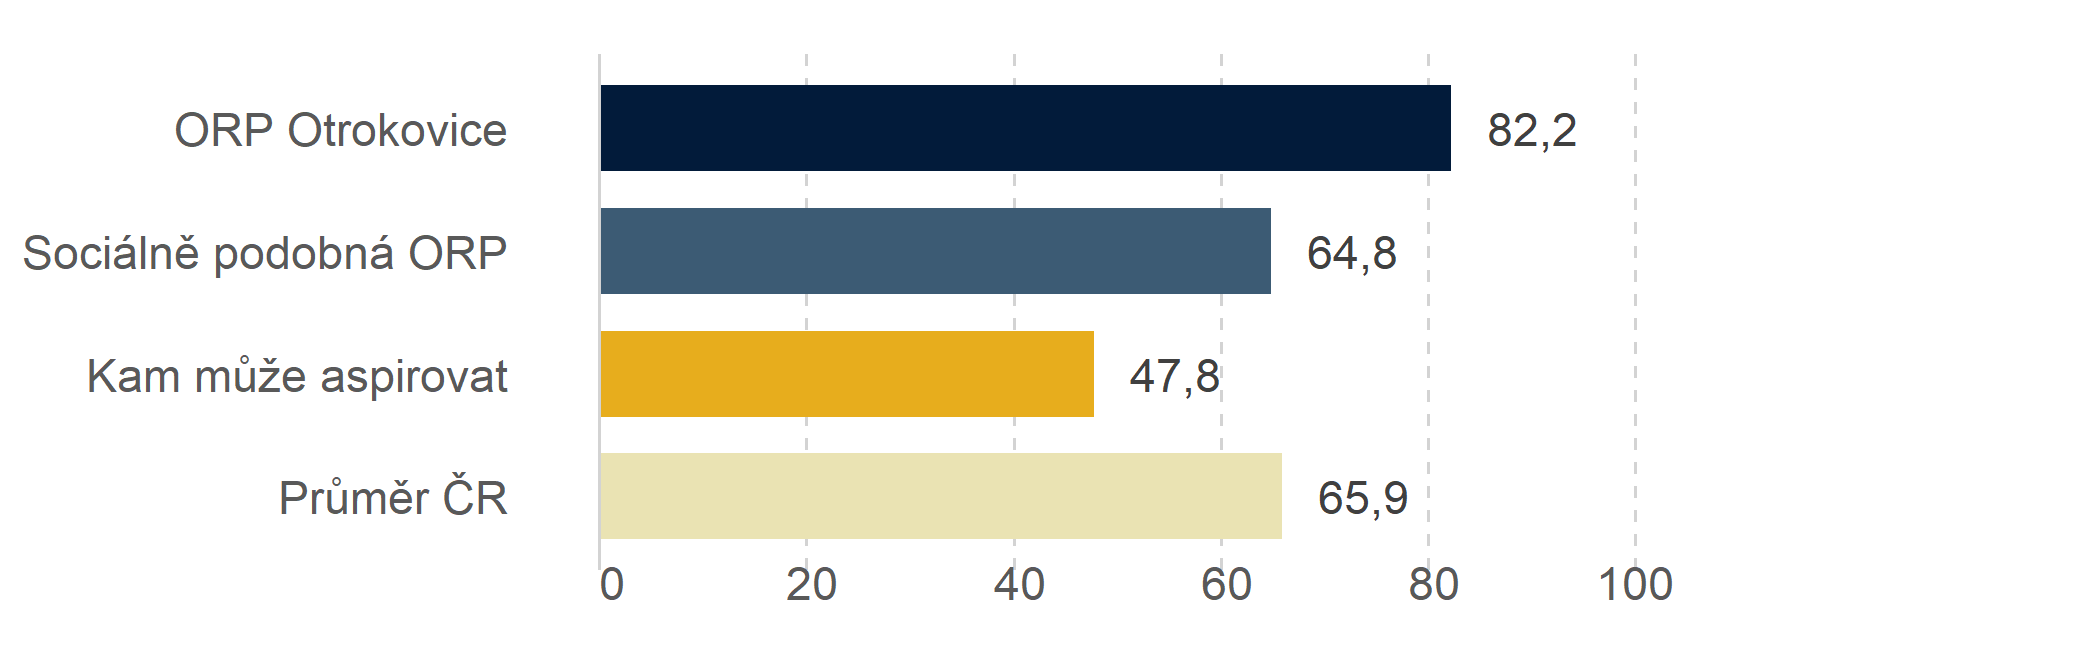 ORP Otrokovice
82,2
Sociálně podobná ORP
64,8
Kam může aspirovat
47,8
Průměr ČR
65,9
0 20 40 60 80 100